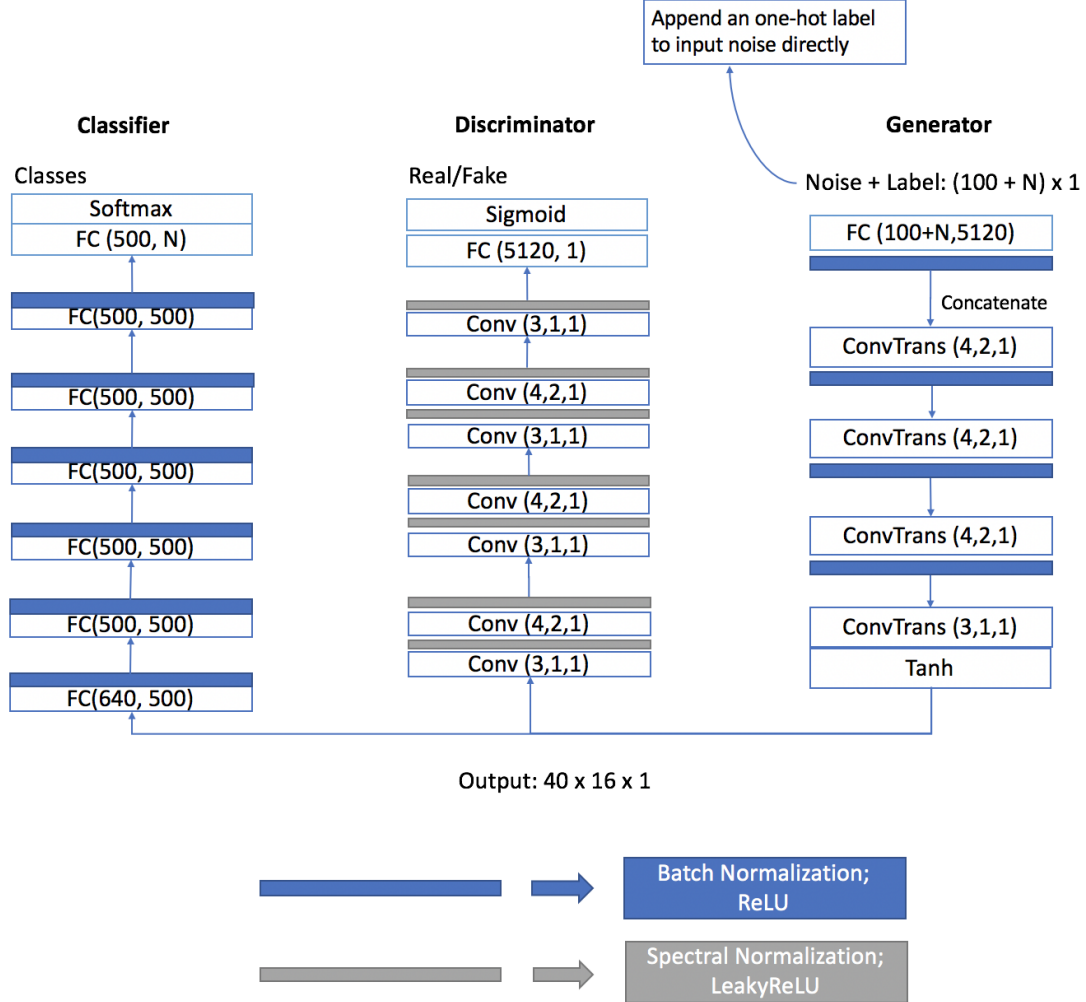 Append an one-hot label
to input noise directly
Classifier
Discriminator
Generator
Classes
Softmax
FC (500, N)
FC(500, 500)
FC(500, 500)
FC(500, 500)
FC(500, 500)
FC(500, 500)
FC(640, 500)
Real/Fake
Sigmoid
FC (5120, 1)
Conv (3,1,1)
Conv (4,2,1)
Conv (3,1,1)
Conv (4,2,1)
Conv (3,1,1)
Conv (4,2,1)
Conv (3,1,1)
Noise + Label: (100 + N) x 1
FC (100+N,5120)
Concatenate
ConvTrans (4,2,1)
ConvTrans (4,2,1)
ConvTrans (4,2,1)
ConvTrans (3,1,1)
Tanh
Output: 40 x 16 x 1
Batch Normalization;
ReLU
Spectral Normalization;
LeakyReLU